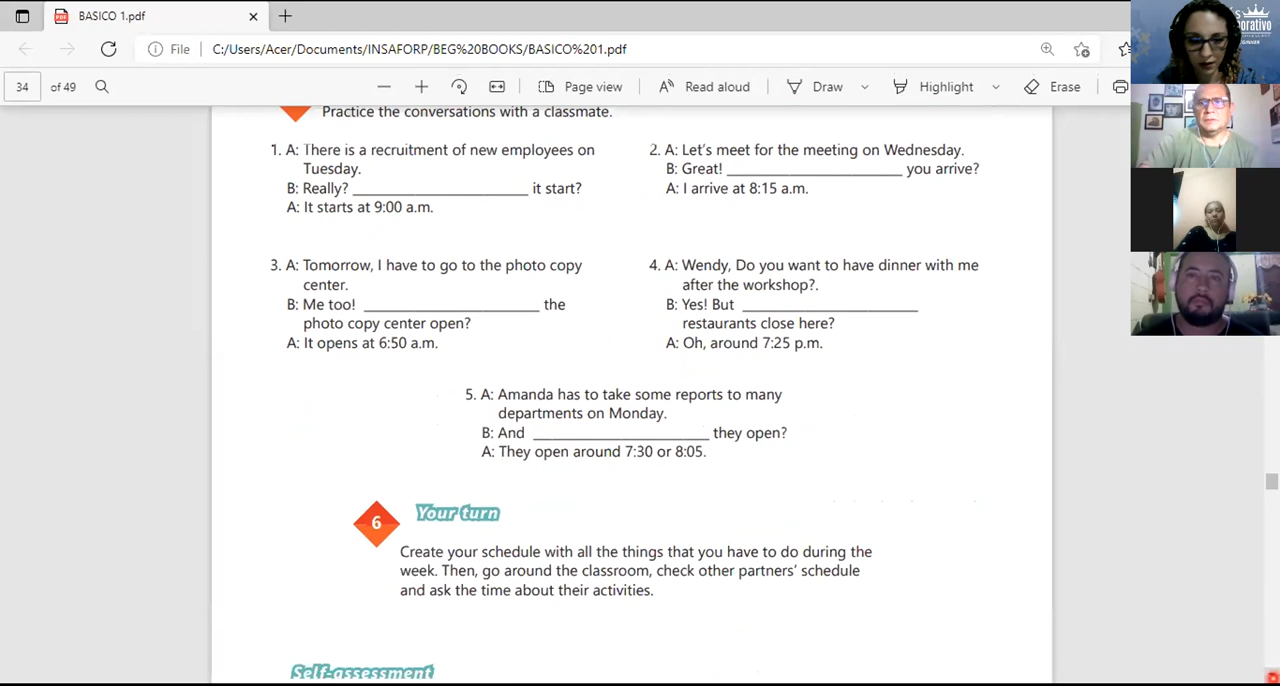 BASICO 1.pdf
File
C:/Users/Acer/Documents/INSAFORP/BEG%20BOOKS/BASICO%201.pdf
34 of 49
Page view
Read aloud
Draw
Highlight
Erase
Practice the conversations with a classmate.
1. A: There is a recruitment of new employees on
Tuesday.
B: Really? ____________________ it start?
A: It starts at 9:00 a.m.
2. A: Let's meet for the meeting on Wednesday.
B: Great! ____________________ you arrive?
A: I arrive at 8:15 a.m.
3. A: Tomorrow, I have to go to the photo copy
center.
B: Me too! ____________________ the
photo copy center open?
A: It opens at 6:50 a.m.
4. A: Wendy, Do you want to have dinner with me
after the workshop?.
B: Yes! But ____________________
restaurants close here?
A: Oh, around 7:25 p.m.
5. A: Amanda has to take some reports to many
departments on Monday.
B: And ____________________ they open?
A: They open around 7:30 or 8:05.
6 Your turn
Create your schedule with all the things that you have to do during the
week. Then, go around the classroom, check other partners' schedule
and ask the time about their activities.
Self-assessment